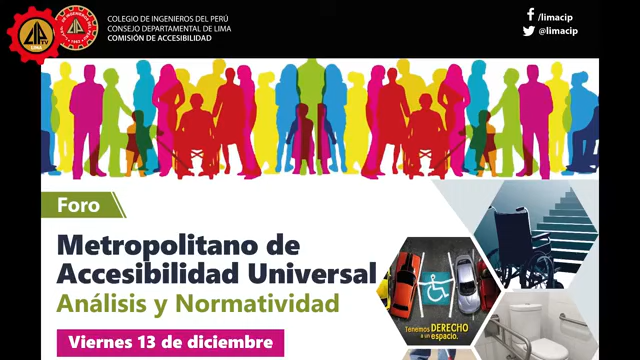 COLEGIO DE INGENIEROS DEL PERÚ
CONSEJO DEPARTAMENTAL DE LIMA
COMISIÓN DE ACCESIBILIDAD
/limacip
@limacip
LIMA
Foro
Metropolitano de
Accesibilidad Universal
Análisis y Normatividad
Viernes 13 de diciembre
Tenemos DERECHO
a un espacio.